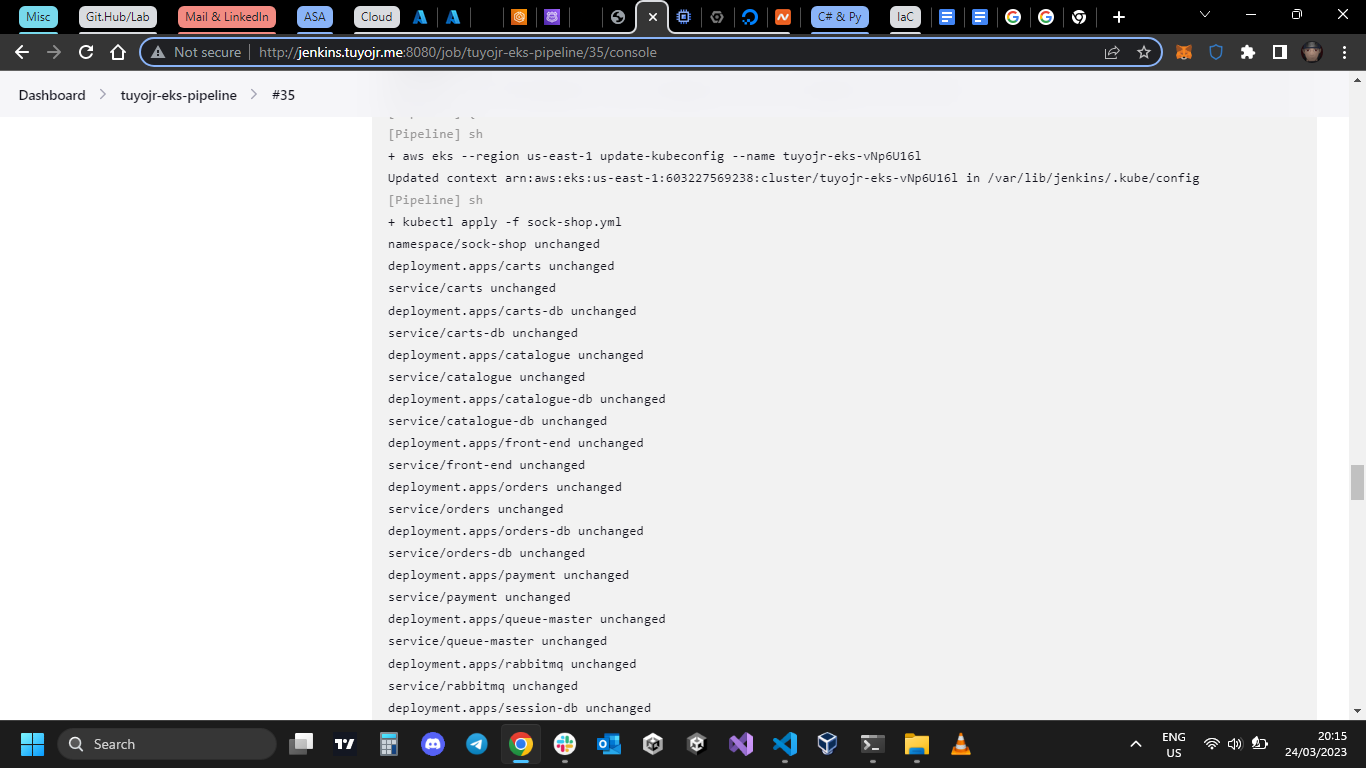 Misc
Git.Hub/Lab
Mail & LinkedIn
ASA
Cloud
C# & Py
IaC
Not secure
http://jenkins.tuyojr.me:8080/job/tuyojr-eks-pipeline/35/console
Dashboard
tuyojr-eks-pipeline
#35
[Pipeline] sh
+ aws eks --region us-east-1 update-kubeconfig --name tuyojr-eks-vNp6U16l
Updated context arn:aws:eks:us-east-1:603227569238:cluster/tuyojr-eks-vNp6U16l in /var/lib/jenkins/.kube/config
[Pipeline] sh
+ kubectl apply -f sock-shop.yml
namespace/sock-shop unchanged
deployment.apps/carts unchanged
service/carts unchanged
deployment.apps/carts-db unchanged
service/carts-db unchanged
deployment.apps/catalogue unchanged
service/catalogue unchanged
deployment.apps/catalogue-db unchanged
service/catalogue-db unchanged
deployment.apps/front-end unchanged
service/front-end unchanged
deployment.apps/orders unchanged
service/orders unchanged
deployment.apps/orders-db unchanged
service/orders-db unchanged
deployment.apps/payment unchanged
service/payment unchanged
deployment.apps/queue-master unchanged
service/queue-master unchanged
deployment.apps/rabbitmq unchanged
service/rabbitmq unchanged
deployment.apps/session-db unchanged
Search
ENG
US
20:15
24/03/2023